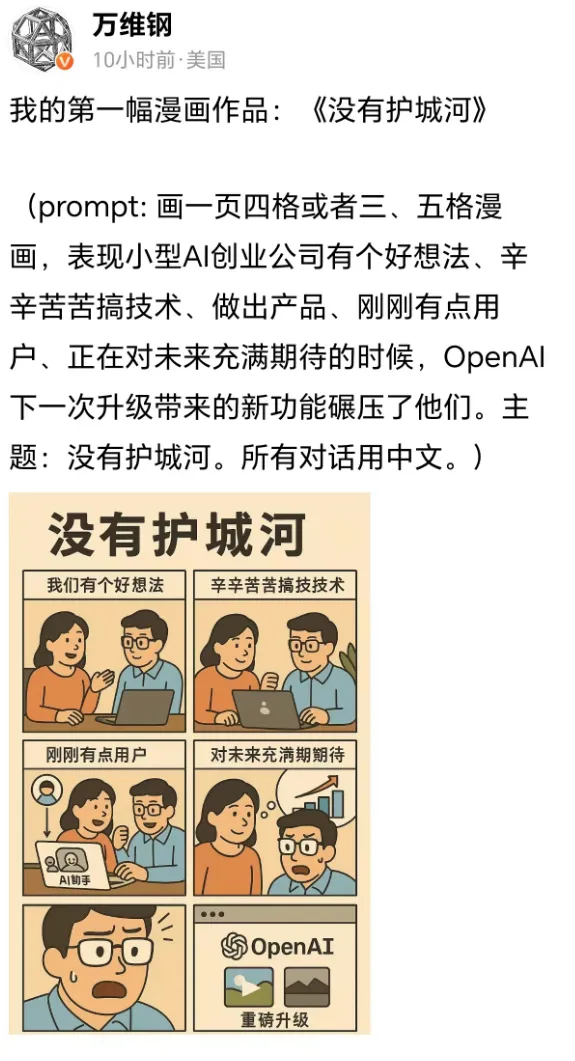 万维钢
10小时前·美国
我的第一幅漫画作品：《没有护城河》
（prompt: 画一页四格或者三、五格漫
画，表现小型AI创业公司有个好想法、辛
辛苦苦搞技术、做出产品、刚刚有点用
户、正在对未来充满期待的时候，OpenAI
下一次升级带来的新功能碾压了他们。主
题：没有护城河。所有对话用中文。）
没有护城河
我们有个好想法
辛辛苦苦搞技技术
刚刚有点用户
对未来充满期期待
AI助手
OpenAI
重磅升级